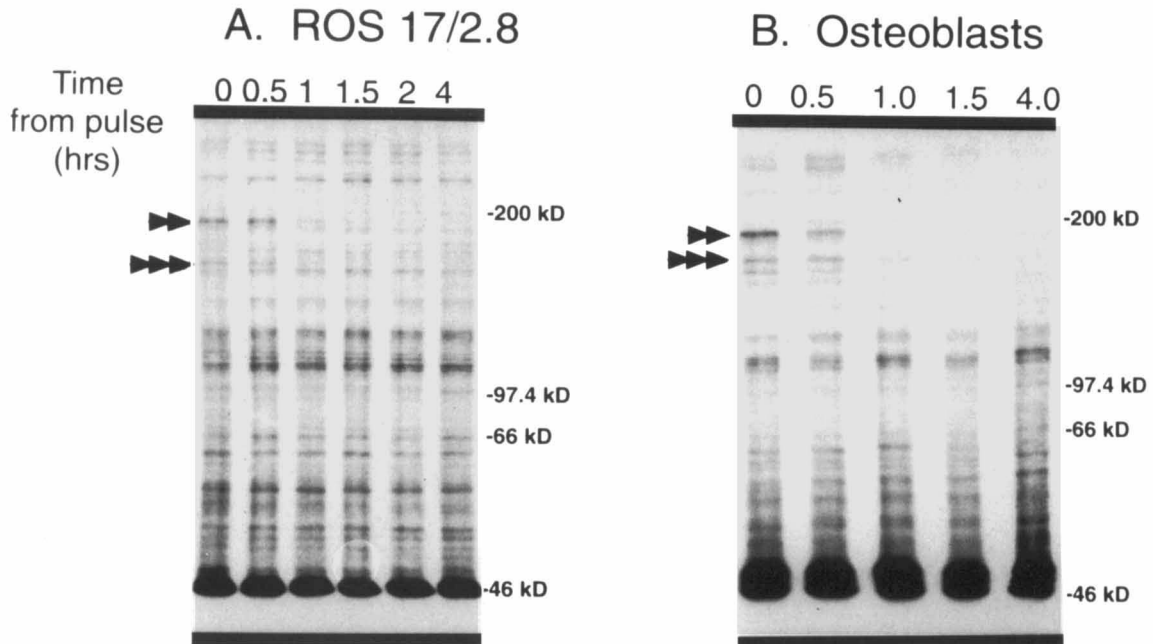 A. ROS 17/2.8
Time
from pulse
(hrs)
0 0.5 1 1.5 2 4
-200 kD
-97.4 kD
-66 kD
-46 kD
B. Osteoblasts
0 0.5 1.0 1.5 4.0
-200 kD
-97.4 kD
-66 kD
-46 kD